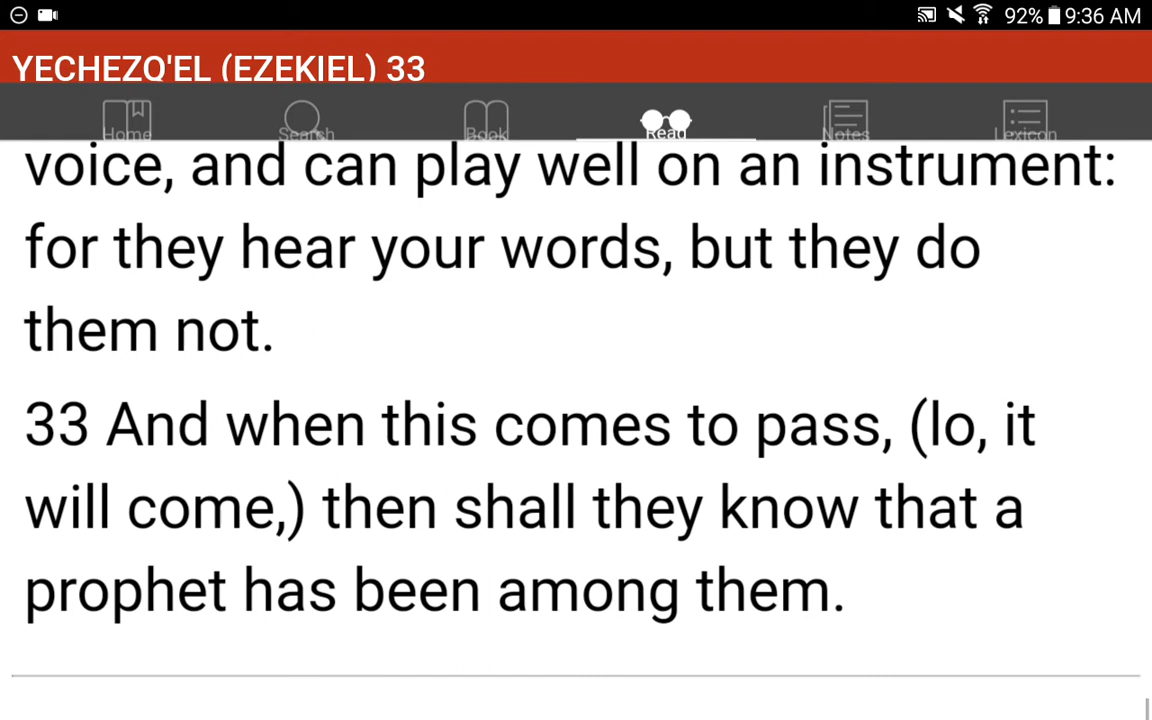 92% 9:36 AM
YECHEZQ'EL (EZEKIEL) 33
Home Search Book Read Notes Lexicon
voice, and can play well on an instrument:
for they hear your words, but they do
them not.
33 And when this comes to pass, (lo, it
will come,) then shall they know that a
prophet has been among them.